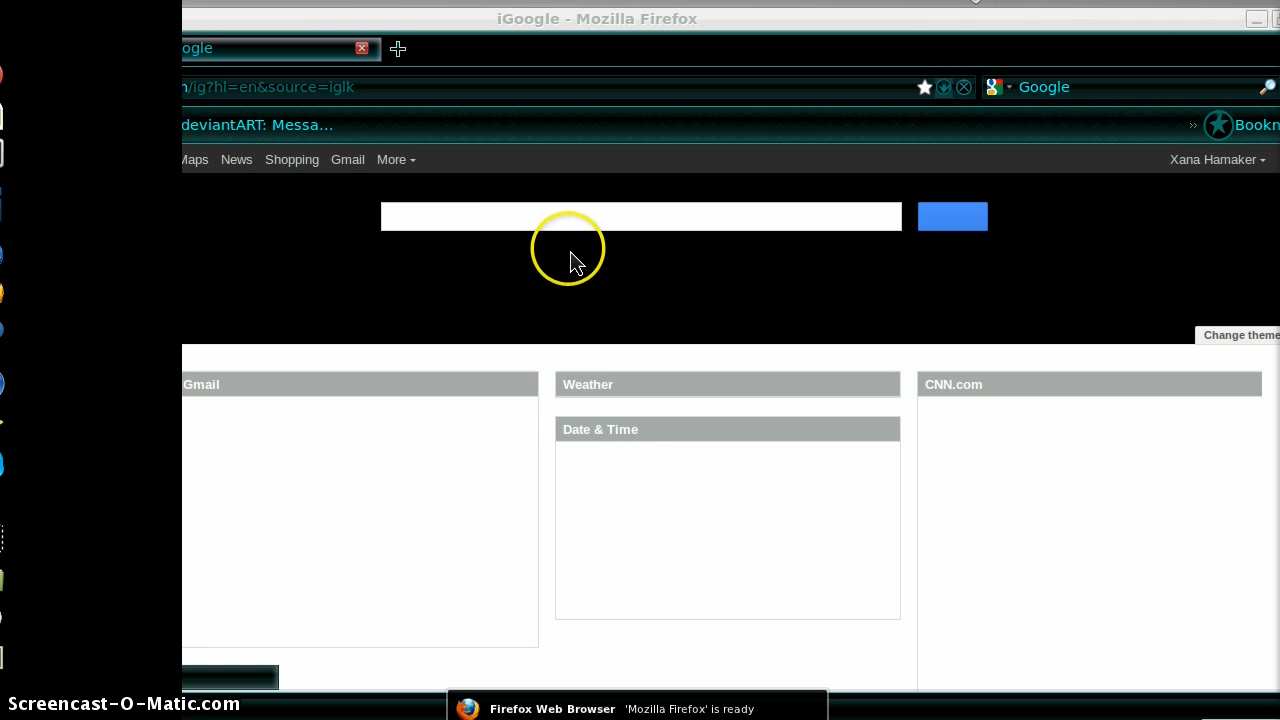 iGoogle - Mozilla Firefox
ogle
n/ig?hl=en&source=iglk
Google
deviantART: Messa...
Bookn
Maps News Shopping Gmail More
Xana Hamaker
Change theme
Gmail
Weather
CNN.com
Date & Time
Screencast-O-Matic.com
Firefox Web Browser 'Mozilla Firefox' is ready